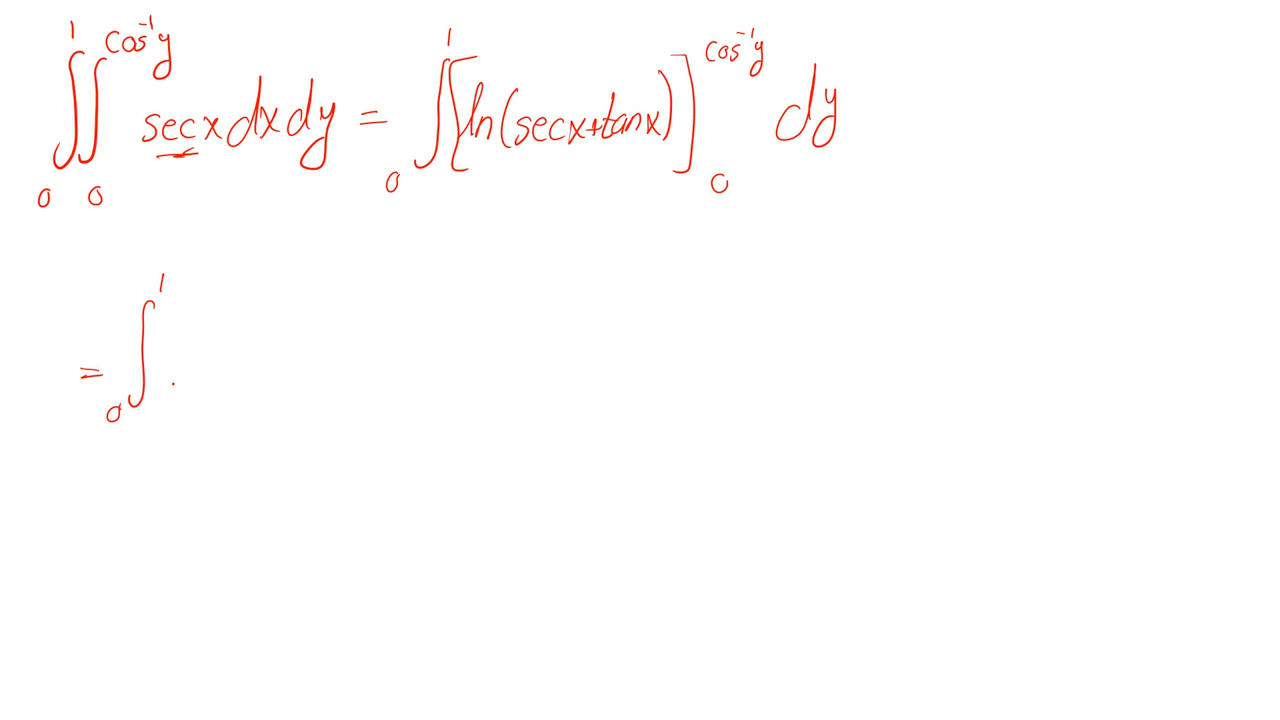 ∫₀¹ ∫₀^{cos⁻¹y} sec x dx dy = ∫₀¹ [ln(sec x + tan x)]₀^{cos⁻¹y} dy
= ∫₀¹